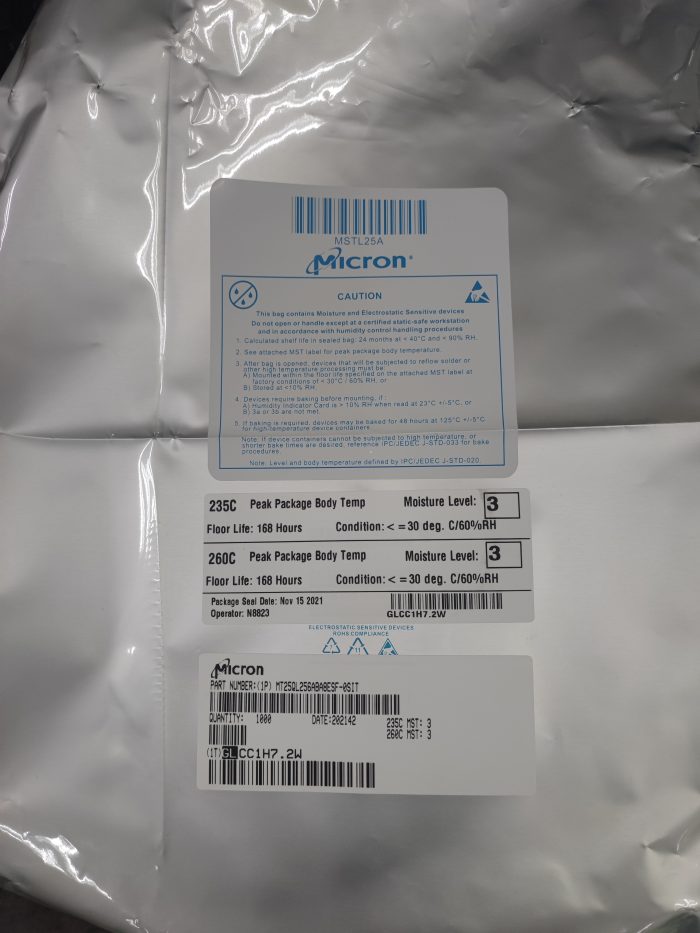 MSTL25A
Micron®
CAUTION
This bag contains Moisture and Electrostatic Sensitive devices
Do not open or handle except at a certified static-safe workstation
and in accordance with humidity control handling procedures
1. Calculated shelf life in sealed bag: 24 months at < 40°C and < 90% RH.
2. See attached MST label for peak package body temperature.
3. After bag is opened, devices that will be subjected to reflow solder or
other high temperature processing must be:
A) Mounted within the floor life specified on the attached MST label at
factory conditions of < 30°C / 60% RH, or
B) Stored at <10% RH.
4. Devices require baking before mounting, if :
A) Humidity Indicator Card is > 10% RH when read at 23°C +/-5°C, or
B) 3a or 3b are not met.
5. If baking is required, devices may be baked for 48 hours at 125°C +/-5°C
for high-temperature device containers
Note: If device containers cannot be subjected to high temperature, or
shorter bake times are desired, reference IPC/JEDEC J-STD-033 for bake
procedures.
Note: Level and body temperature defined by IPC/JEDEC J-STD-020.
235C Peak Package Body Temp Moisture Level: 3
Floor Life: 168 Hours Condition: < = 30 deg. C/60%RH
260C Peak Package Body Temp Moisture Level: 3
Floor Life: 168 Hours Condition: < = 30 deg. C/60%RH
Package Seal Date: Nov 15 2021
Operator: N8823 GLCC1H7.2W
ELECTROSTATIC SENSITIVE DEVICES
ROHS COMPLIANCE
Micron
PART NUMBER:(1P) MT25QL256ABA8ESF-0SIT
QUANTITY: 1000 DATE:202142 235C MST: 3
260C MST: 3
(1T)GLCC1H7.2W